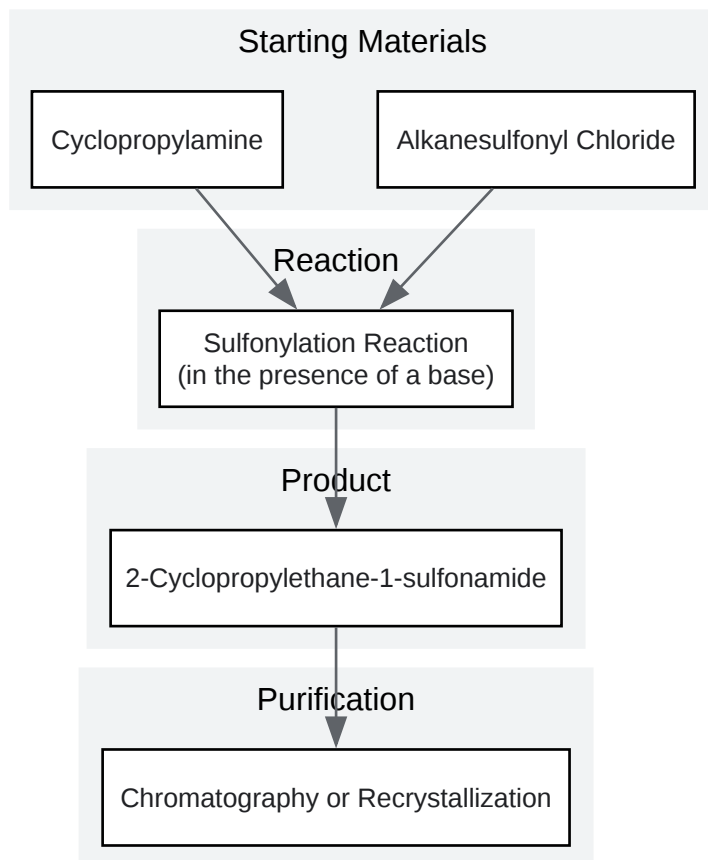 Starting Materials
Cyclopropylamine
Alkanesulfonyl Chloride
Reaction
Sulfonylation Reaction
(in the presence of a base)
Product
2-Cyclopropylethane-1-sulfonamide
Purification
Chromatography or Recrystallization